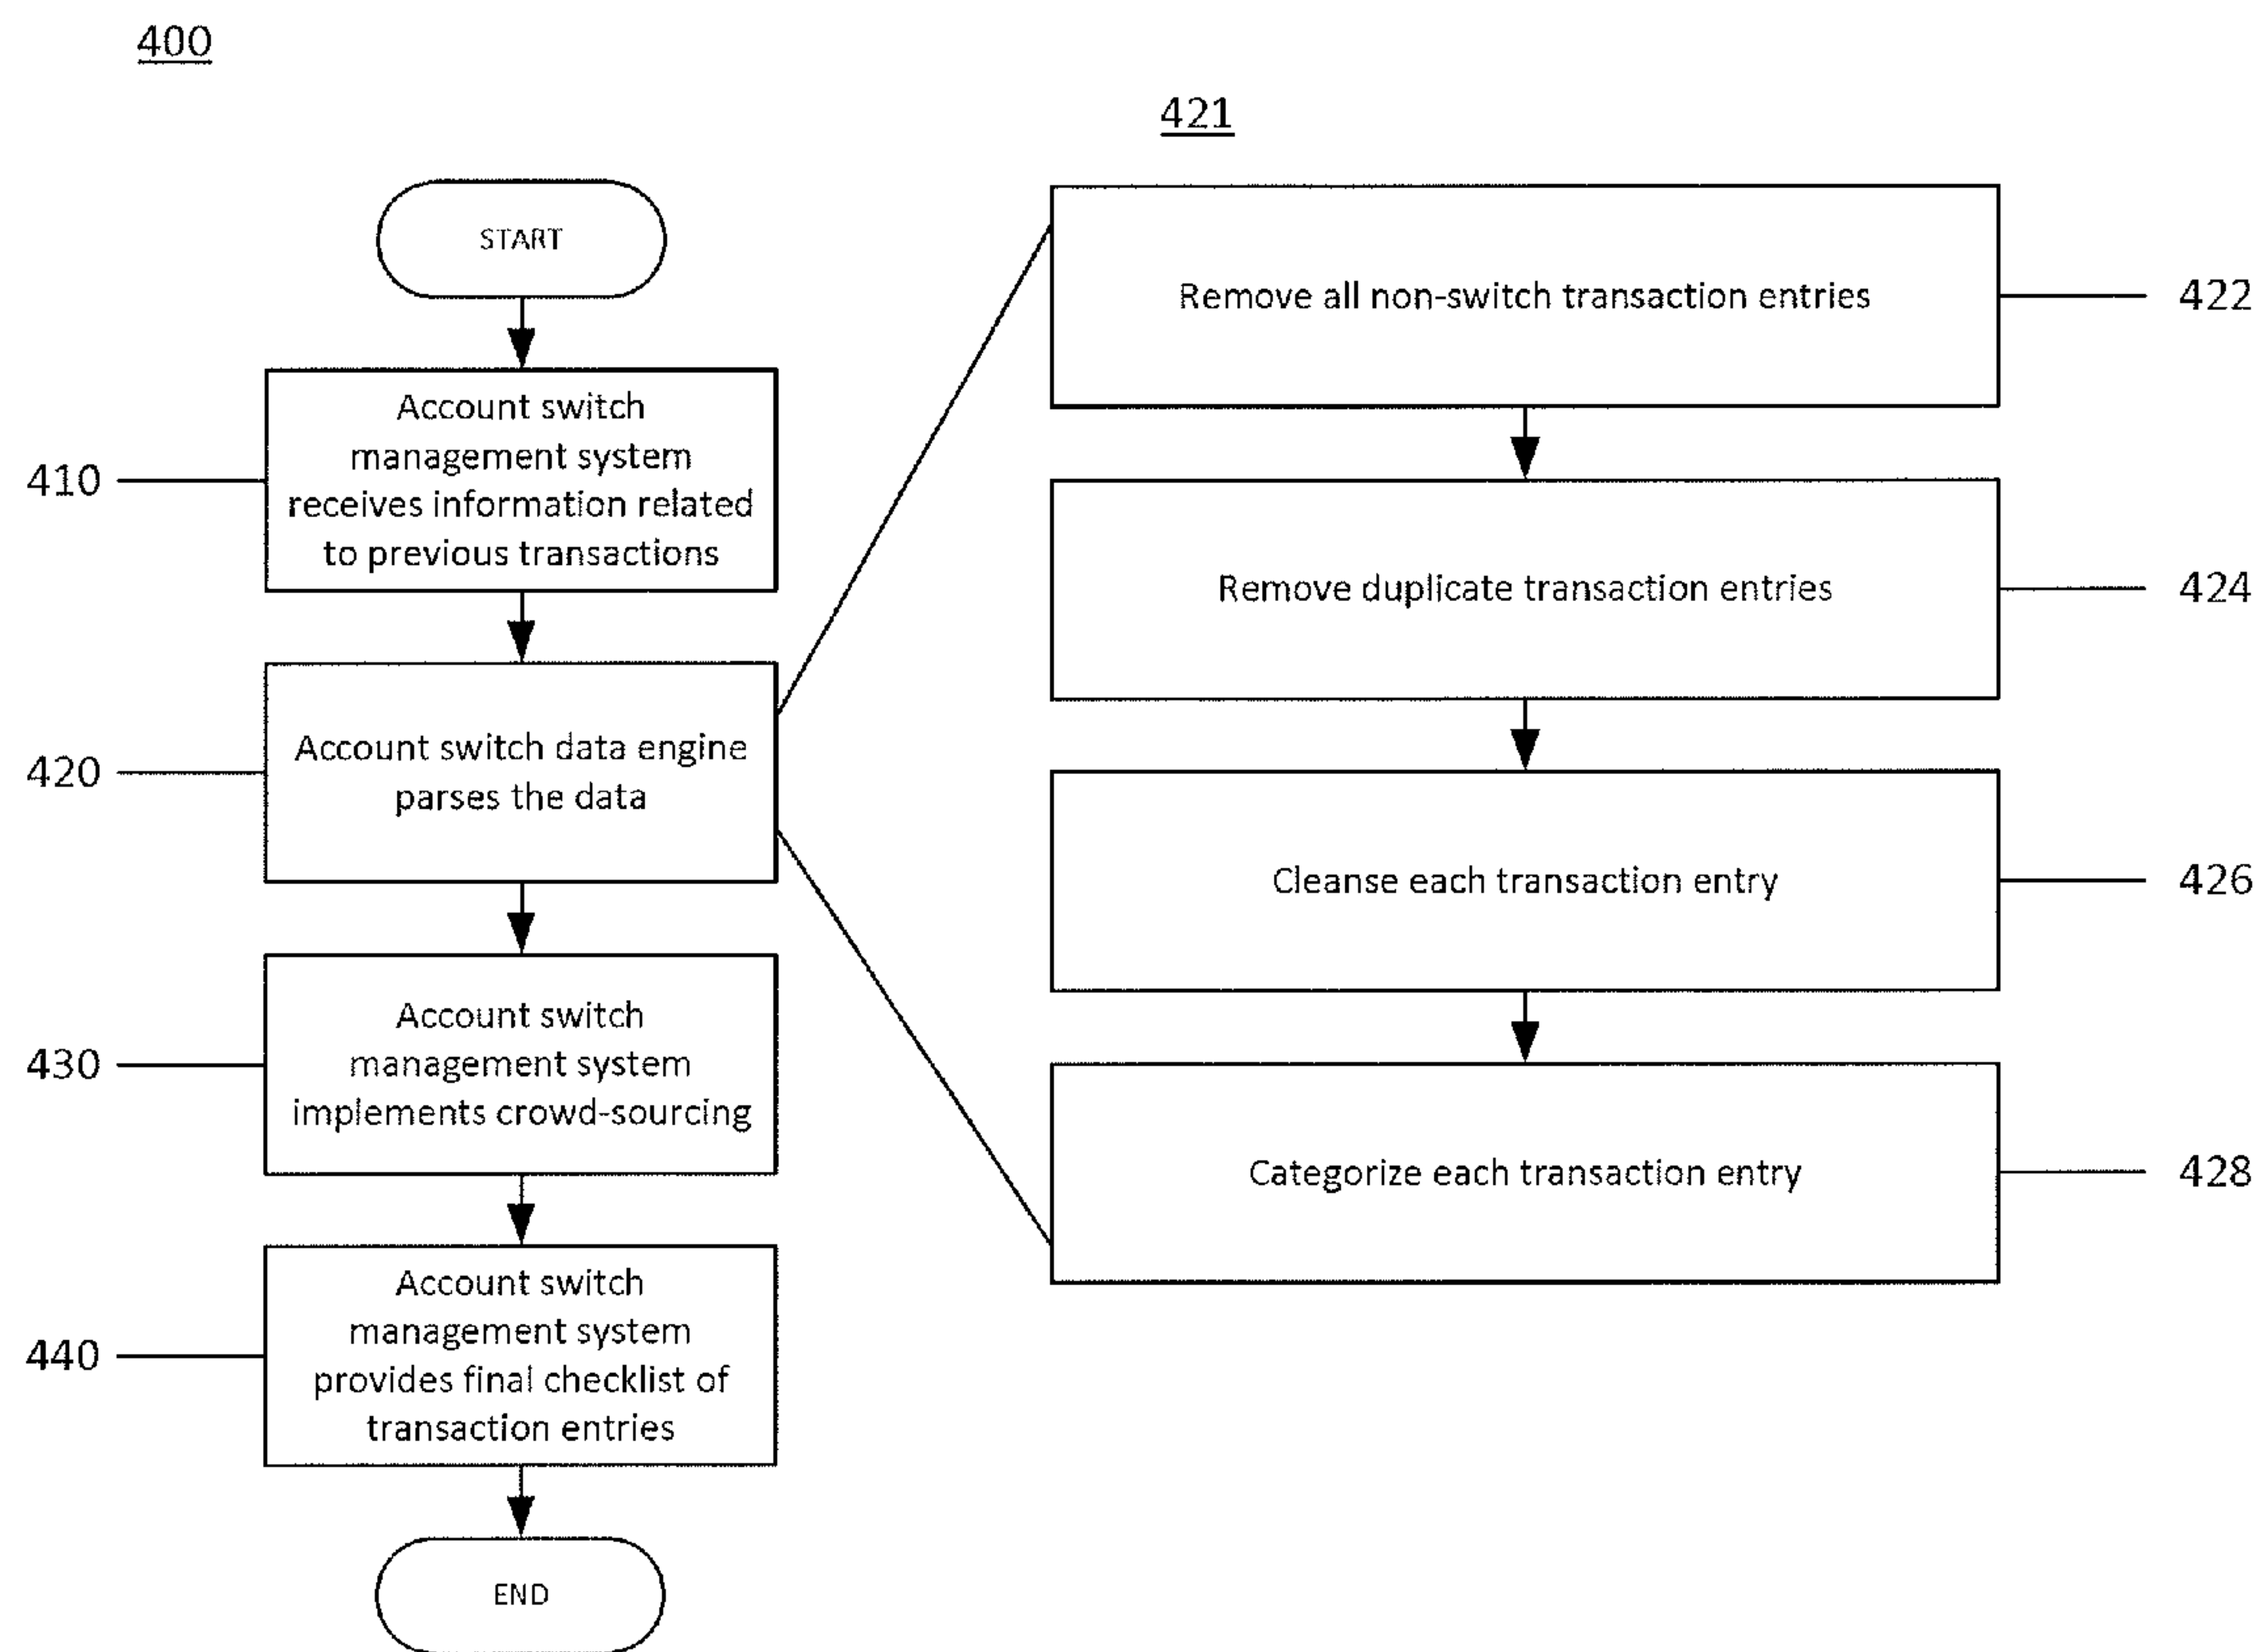 400
START
410
Account switch
management system
receives information related
to previous transactions
420
Account switch data engine
parses the data
430
Account switch
management system
implements crowd-sourcing
440
Account switch
management system
provides final checklist of
transaction entries
END
421
Remove all non-switch transaction entries
422
Remove duplicate transaction entries
424
Cleanse each transaction entry
426
Categorize each transaction entry
428